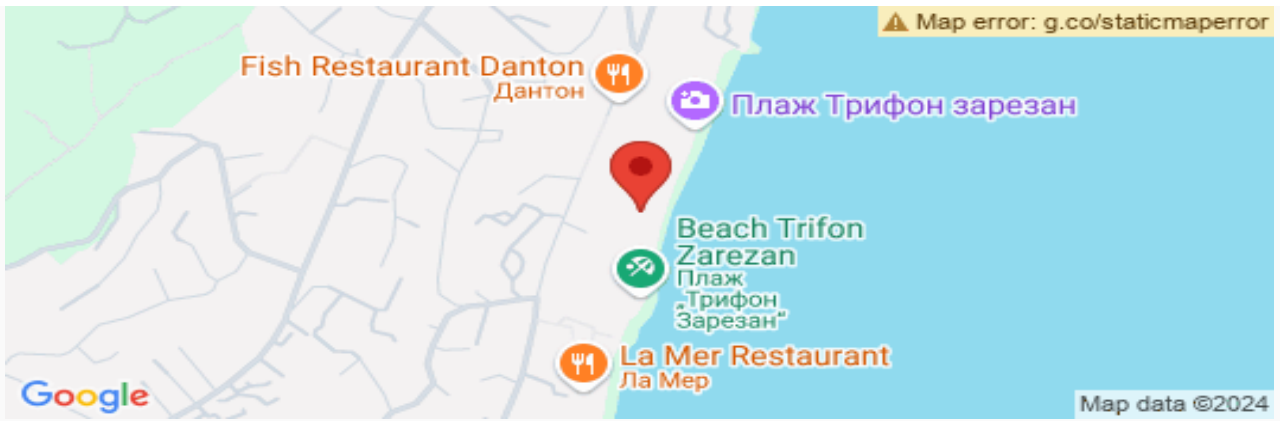 Map error: g.co/staticmaperror
Fish Restaurant Danton
Дантон
Плаж Трифон зарезан
Beach Trifon
Zarezan
Плаж
„Трифон
Зарезан“
La Mer Restaurant
Ла Мер
Google
Map data ©2024